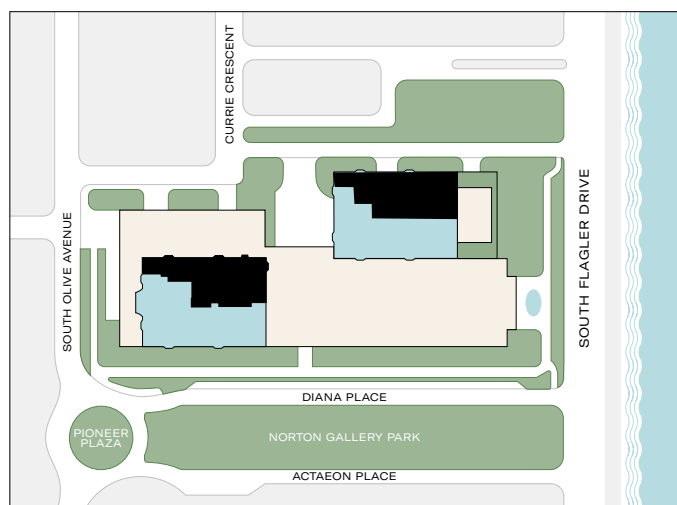 CURRIE CRESCENT
SOUTH OLIVE AVENUE
SOUTH FLAGLER DRIVE
DIANA PLACE
PIONEER
PLAZA
NORTON GALLERY PARK
ACTAEON PLACE